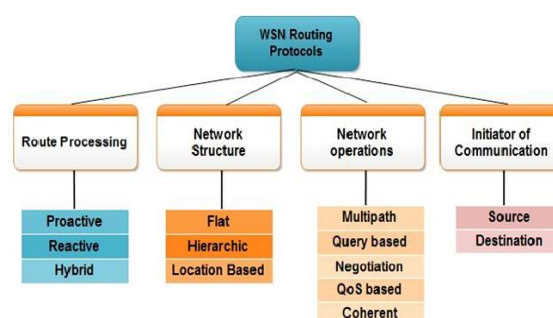 WSN Routing
Protocols
Route Processing
Network
Structure
Network
operations
Initiator of
Communication
Proactive
Reactive
Hybrid
Flat
Hierarchic
Location Based
Multipath
Query based
Negotiation
QoS based
Coherent
Source
Destination